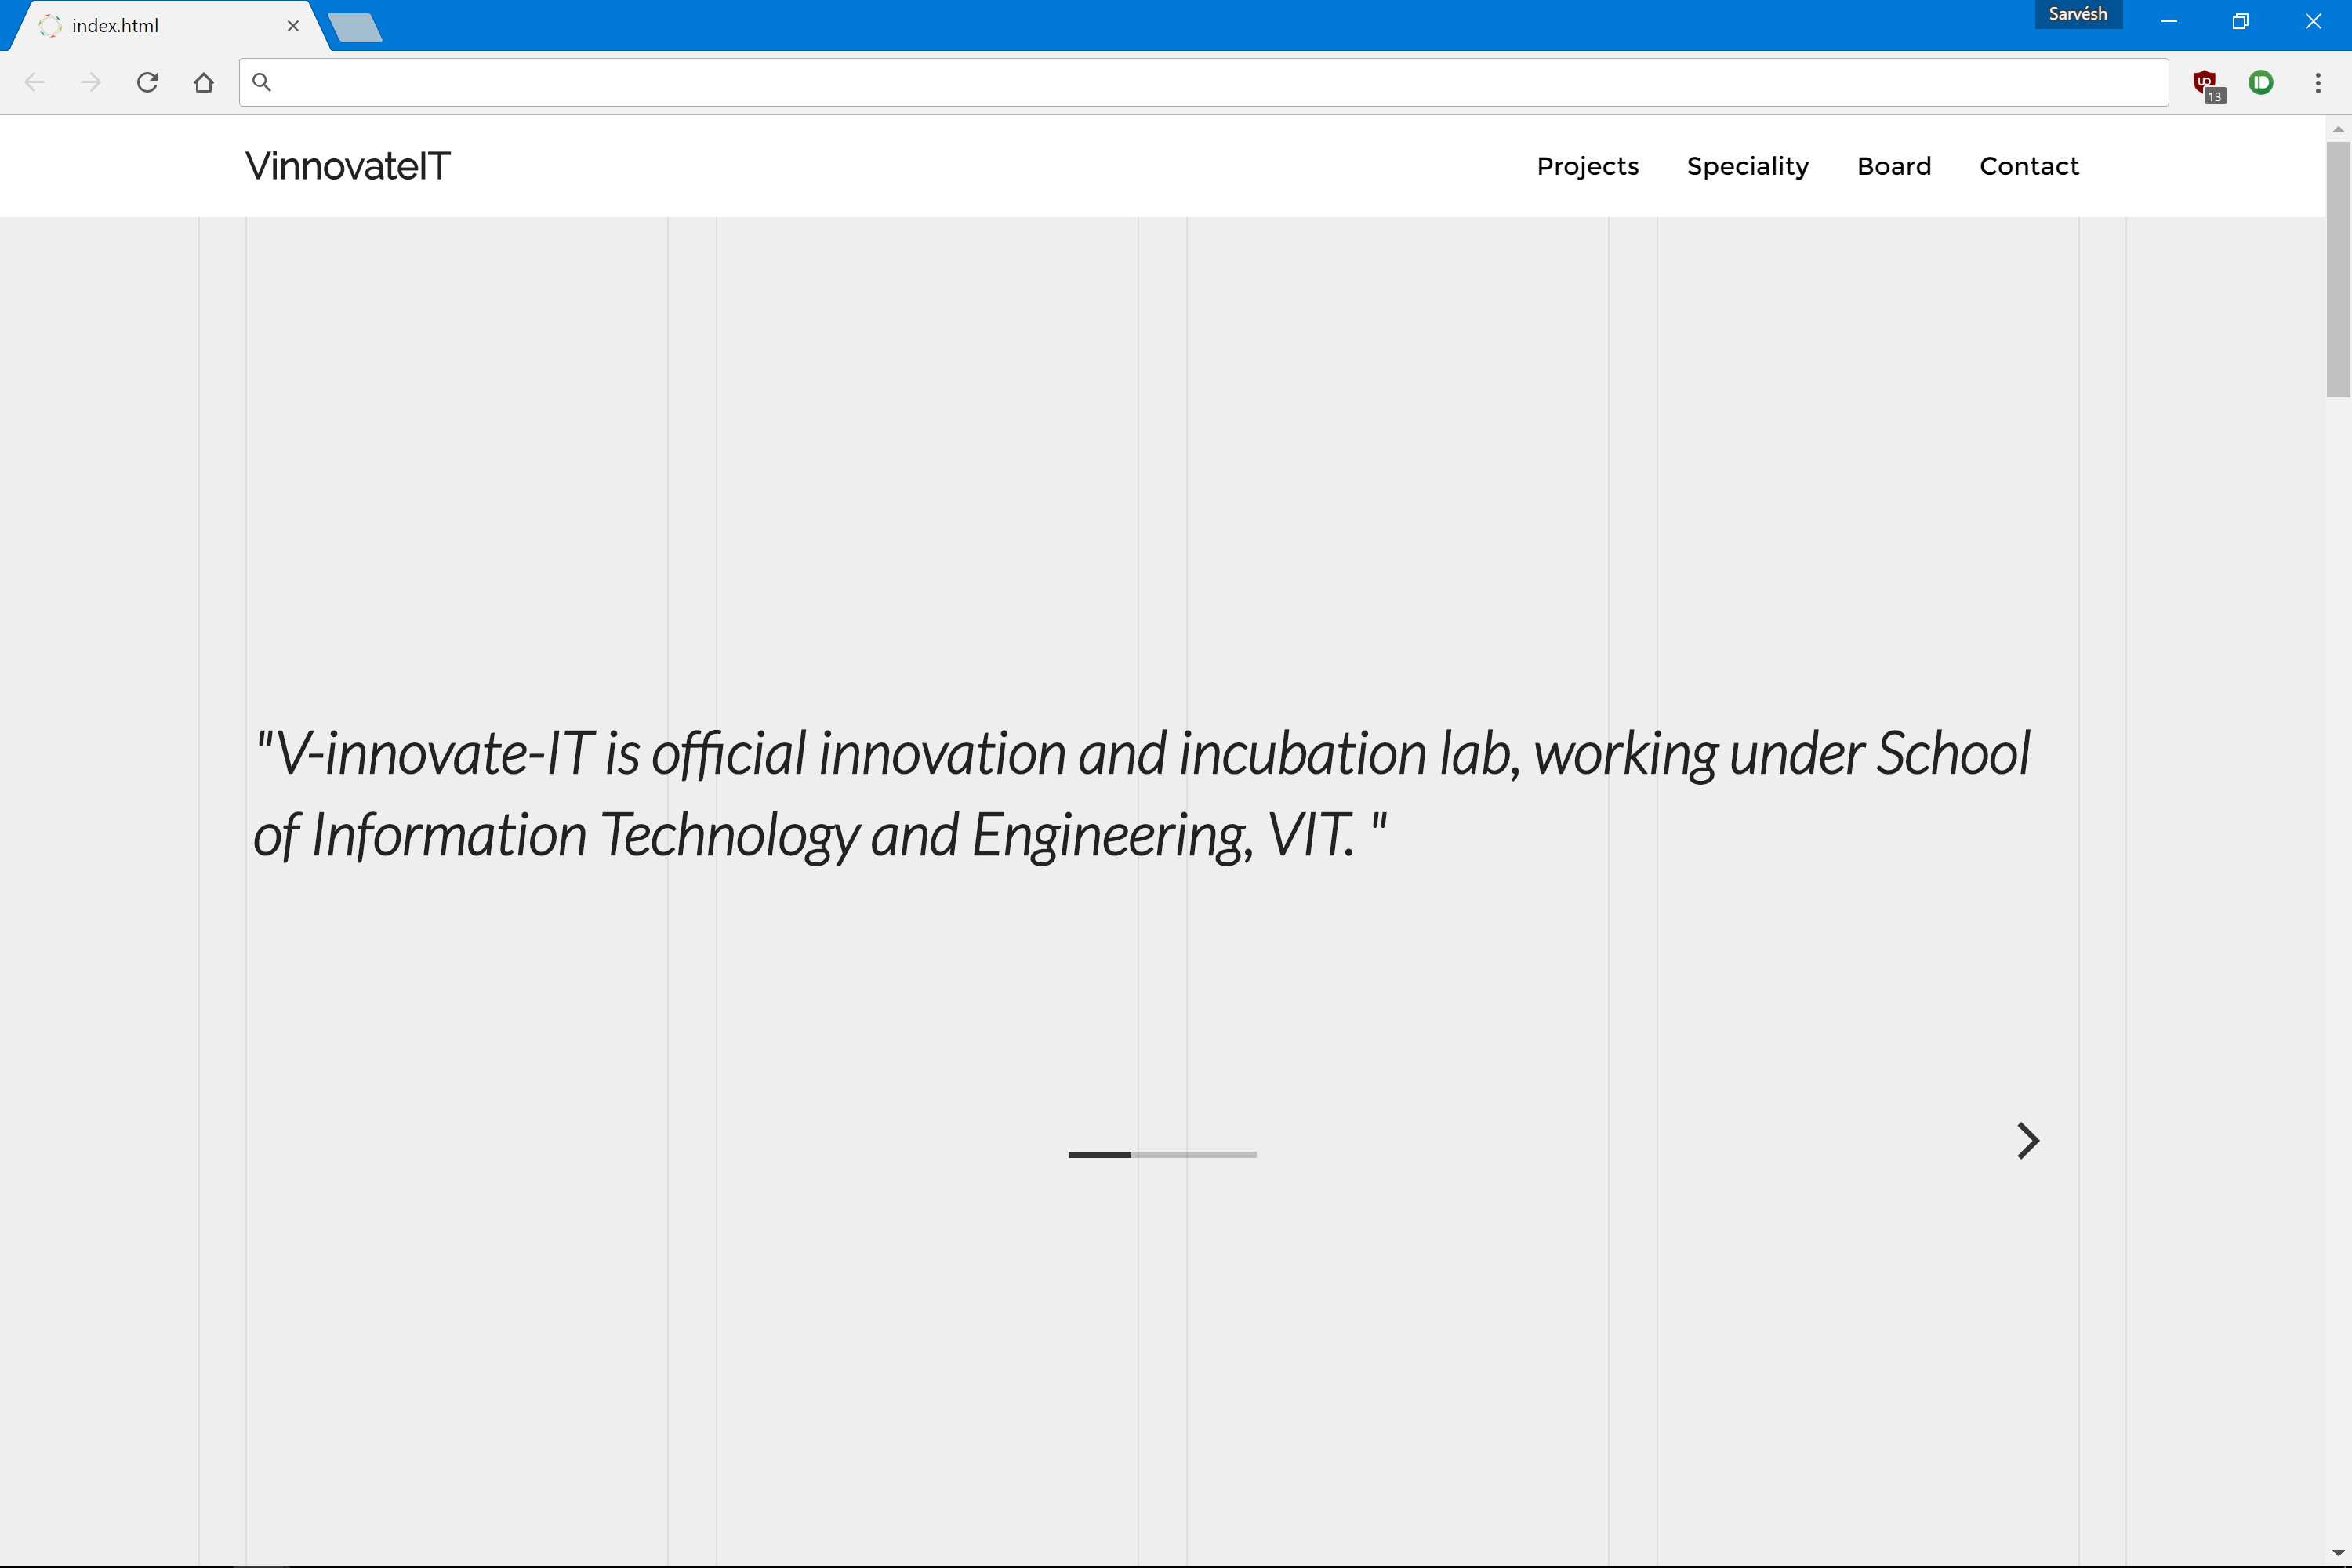 index.html
Sarvésh
13
VinnovateIT
Projects Speciality Board Contact
"V-innovate-IT is official innovation and incubation lab, working under School
of Information Technology and Engineering, VIT. "